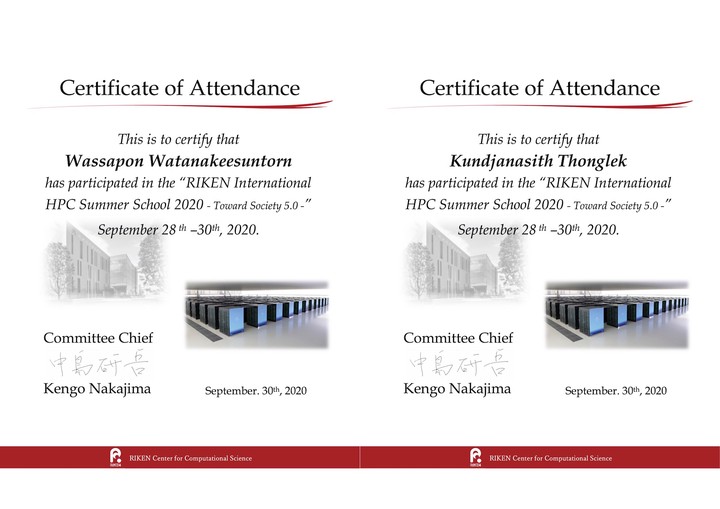 Certificate of Attendance
This is to certify that
Wassapon Watanakeesuntorn
has participated in the “RIKEN International
HPC Summer School 2020 - Toward Society 5.0 -”
September 28 th –30th, 2020.
Committee Chief
中島研吾
Kengo Nakajima
September. 30th, 2020
RIKEN
RIKEN Center for Computational Science
Certificate of Attendance
This is to certify that
Kundjanasith Thonglek
has participated in the “RIKEN International
HPC Summer School 2020 - Toward Society 5.0 -”
September 28 th –30th, 2020.
Committee Chief
中島研吾
Kengo Nakajima
September. 30th, 2020
RIKEN
RIKEN Center for Computational Science